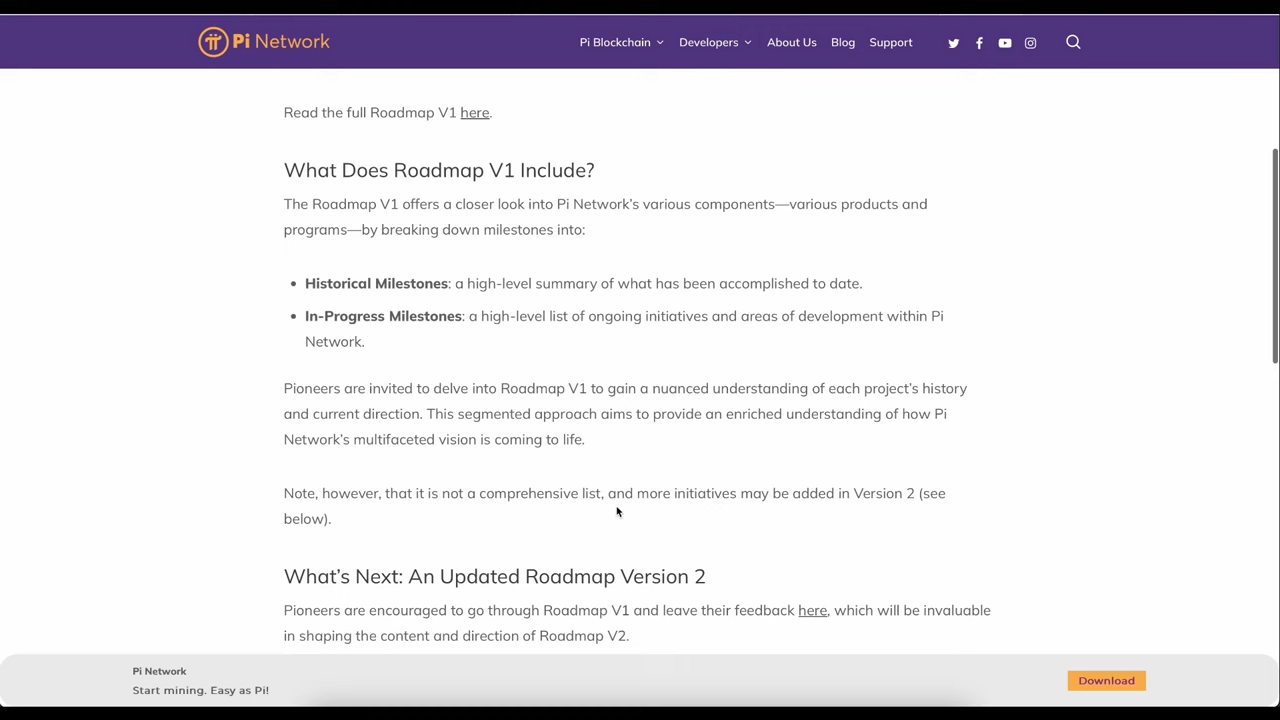 Pi Network
Pi Blockchain
Developers
About Us
Blog
Support
Read the full Roadmap V1 here.
What Does Roadmap V1 Include?
The Roadmap V1 offers a closer look into Pi Network’s various components—various products and
programs—by breaking down milestones into:
• Historical Milestones: a high-level summary of what has been accomplished to date.
• In-Progress Milestones: a high-level list of ongoing initiatives and areas of development within Pi
Network.
Pioneers are invited to delve into Roadmap V1 to gain a nuanced understanding of each project’s history
and current direction. This segmented approach aims to provide an enriched understanding of how Pi
Network’s multifaceted vision is coming to life.
Note, however, that it is not a comprehensive list, and more initiatives may be added in Version 2 (see
below).
What’s Next: An Updated Roadmap Version 2
Pioneers are encouraged to go through Roadmap V1 and leave their feedback here, which will be invaluable
in shaping the content and direction of Roadmap V2.
Pi Network
Start mining. Easy as Pi!
Download